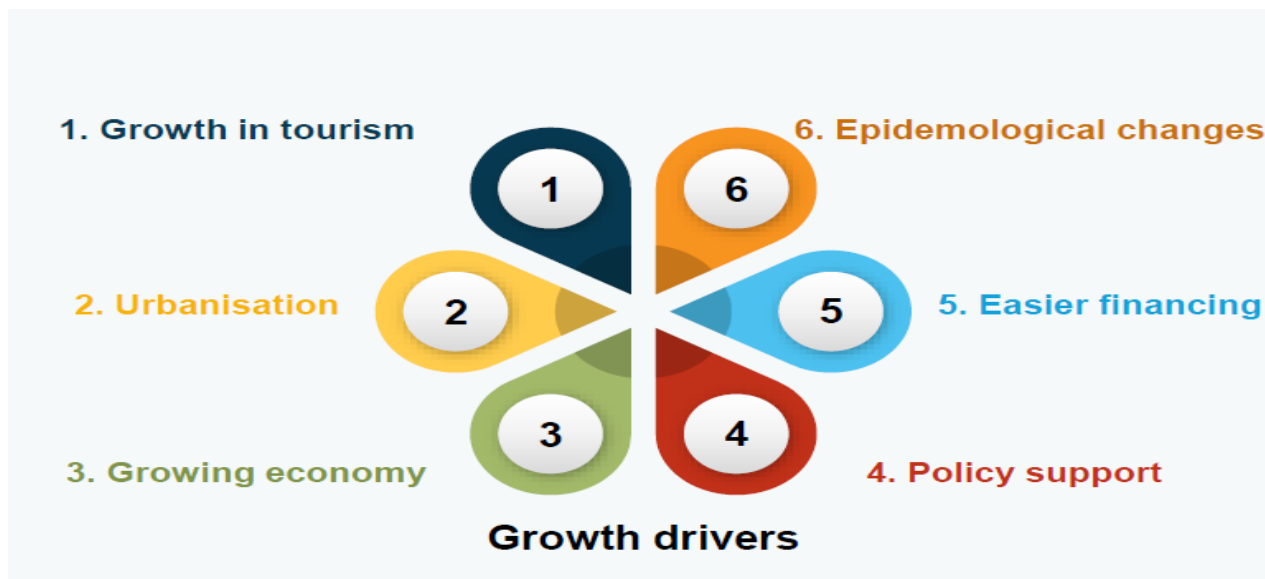 1. Growth in tourism
6. Epidemological changes
1
6
2. Urbanisation
2
5
5. Easier financing
3
4
3. Growing economy
4. Policy support
Growth drivers